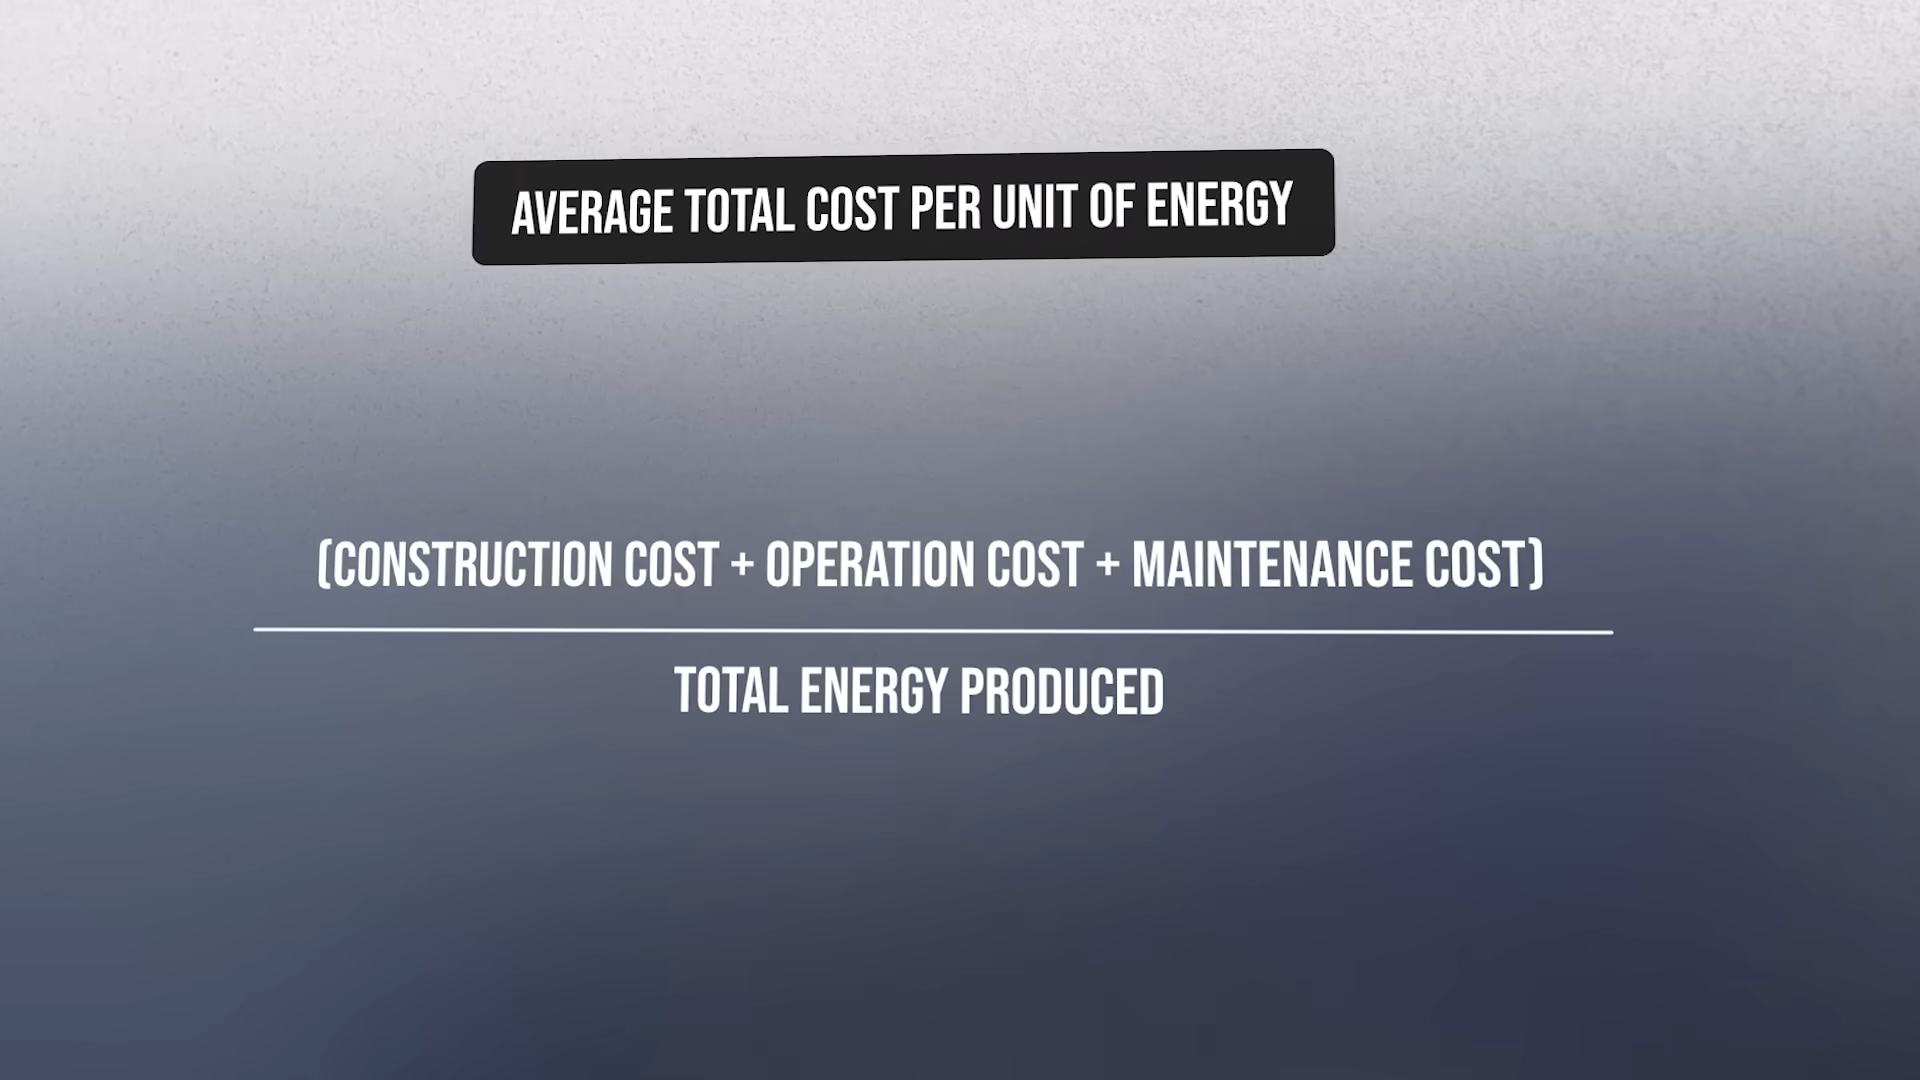 AVERAGE TOTAL COST PER UNIT OF ENERGY
(CONSTRUCTION COST + OPERATION COST + MAINTENANCE COST)
TOTAL ENERGY PRODUCED